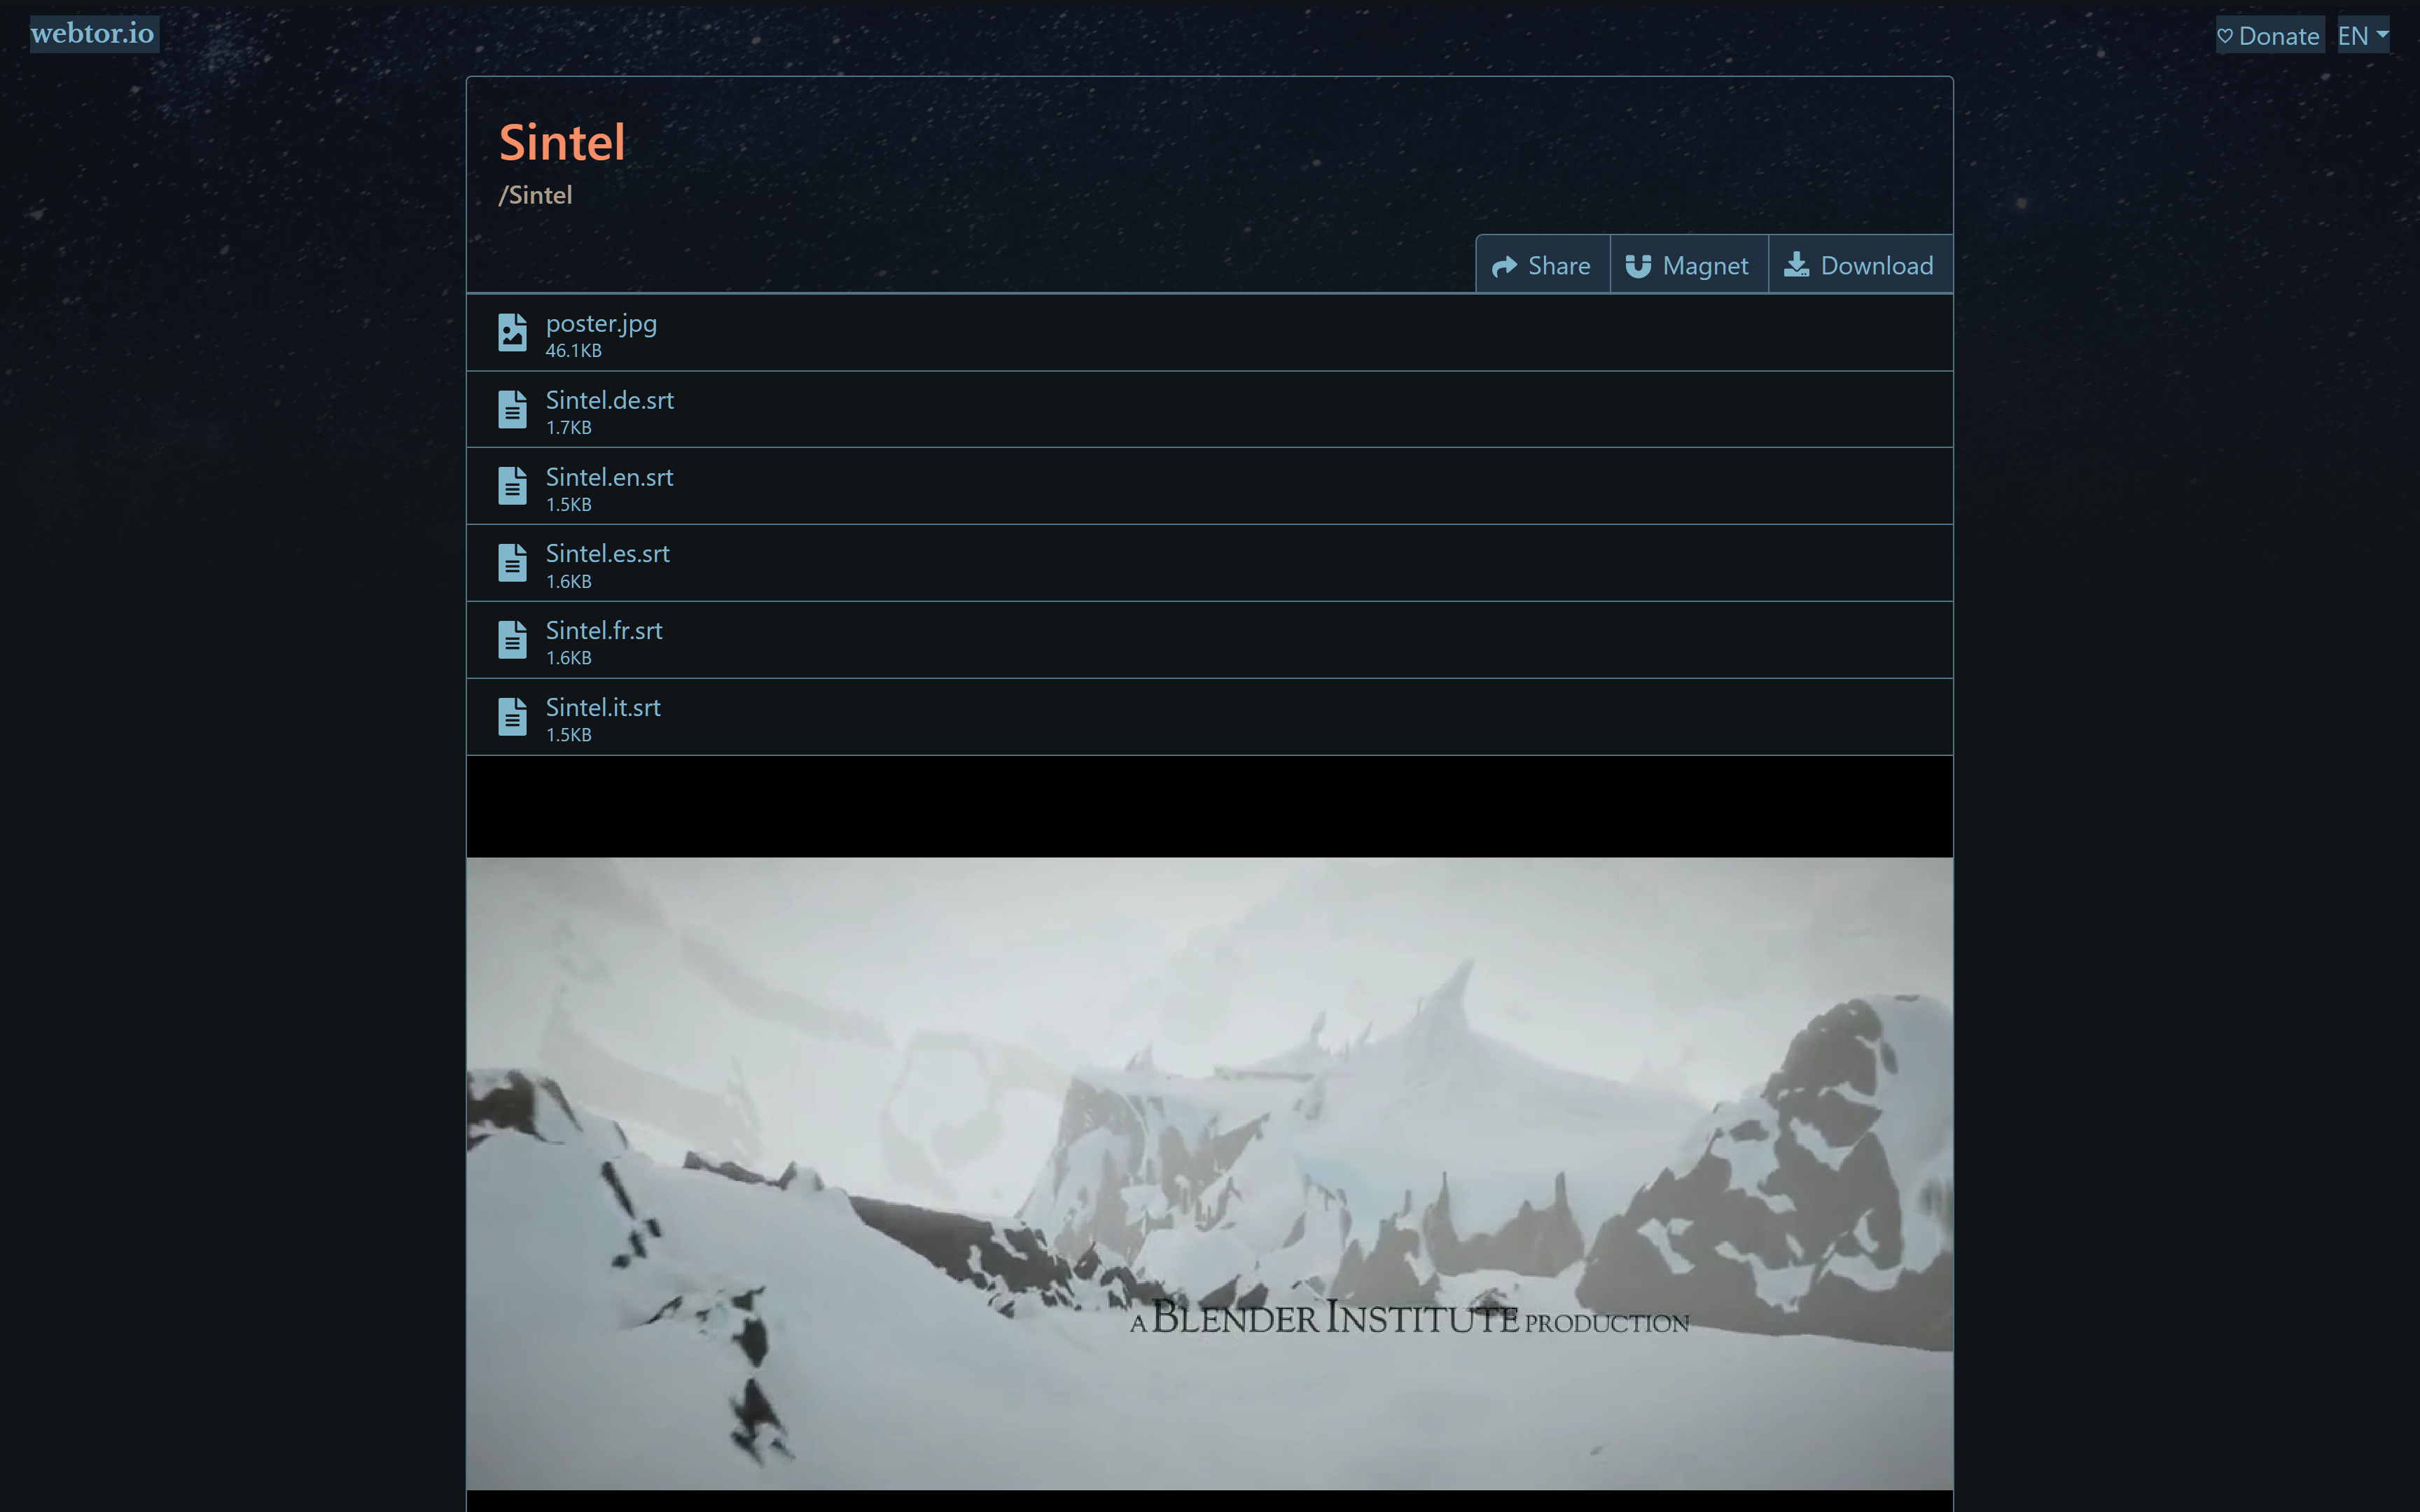 webtor.io
Donate EN
Sintel
/Sintel
Share Magnet Download
poster.jpg
46.1KB
Sintel.de.srt
1.7KB
Sintel.en.srt
1.5KB
Sintel.es.srt
1.6KB
Sintel.fr.srt
1.6KB
Sintel.it.srt
1.5KB
A BLENDER INSTITUTE PRODUCTION